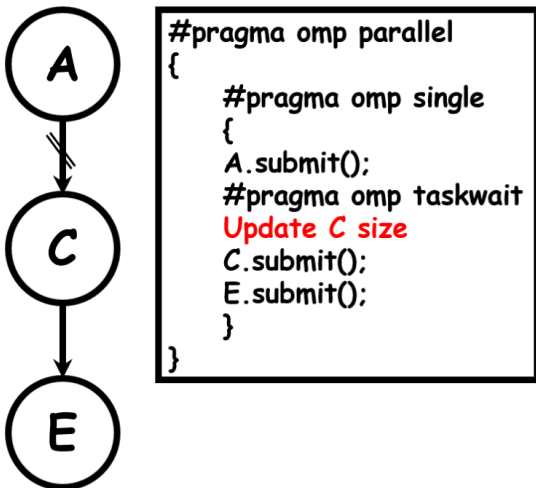 A
C
E
#pragma omp parallel
{
#pragma omp single
{
A.submit();
#pragma omp taskwait
Update C size
C.submit();
E.submit();
}
}